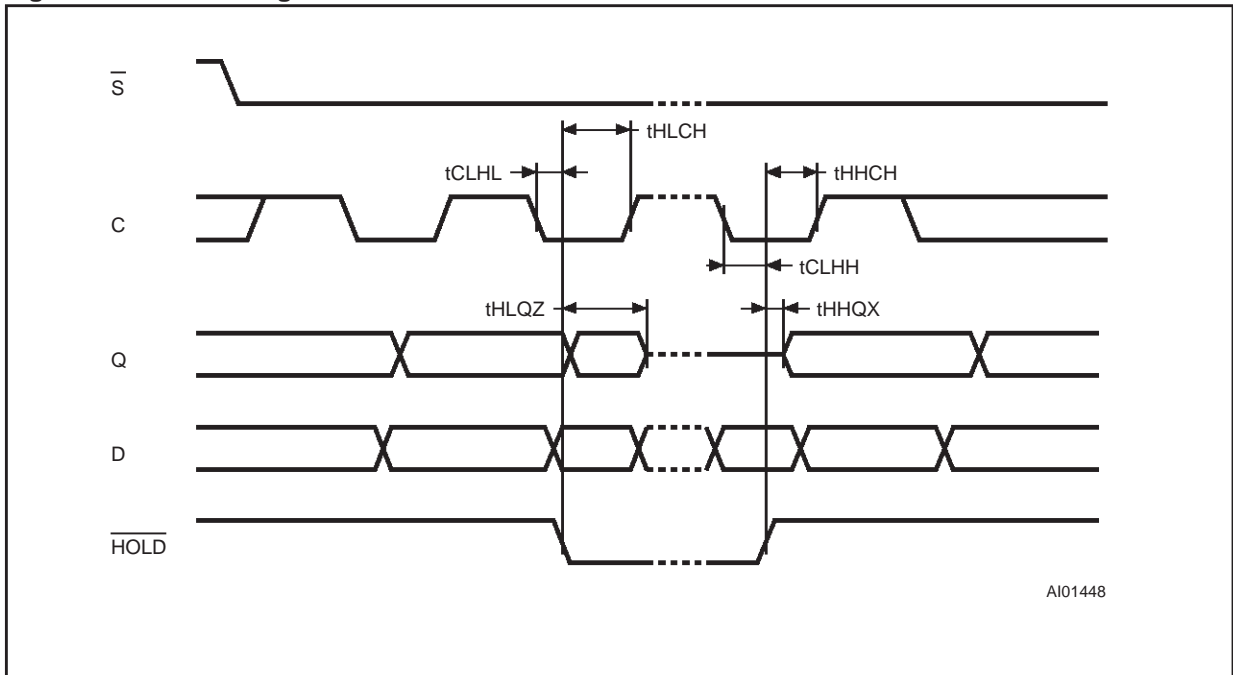 S
tHLCH
tCLHL
tHHCH
C
tCLHH
tHLQZ
tHHQX
Q
D
HOLD
AI01448